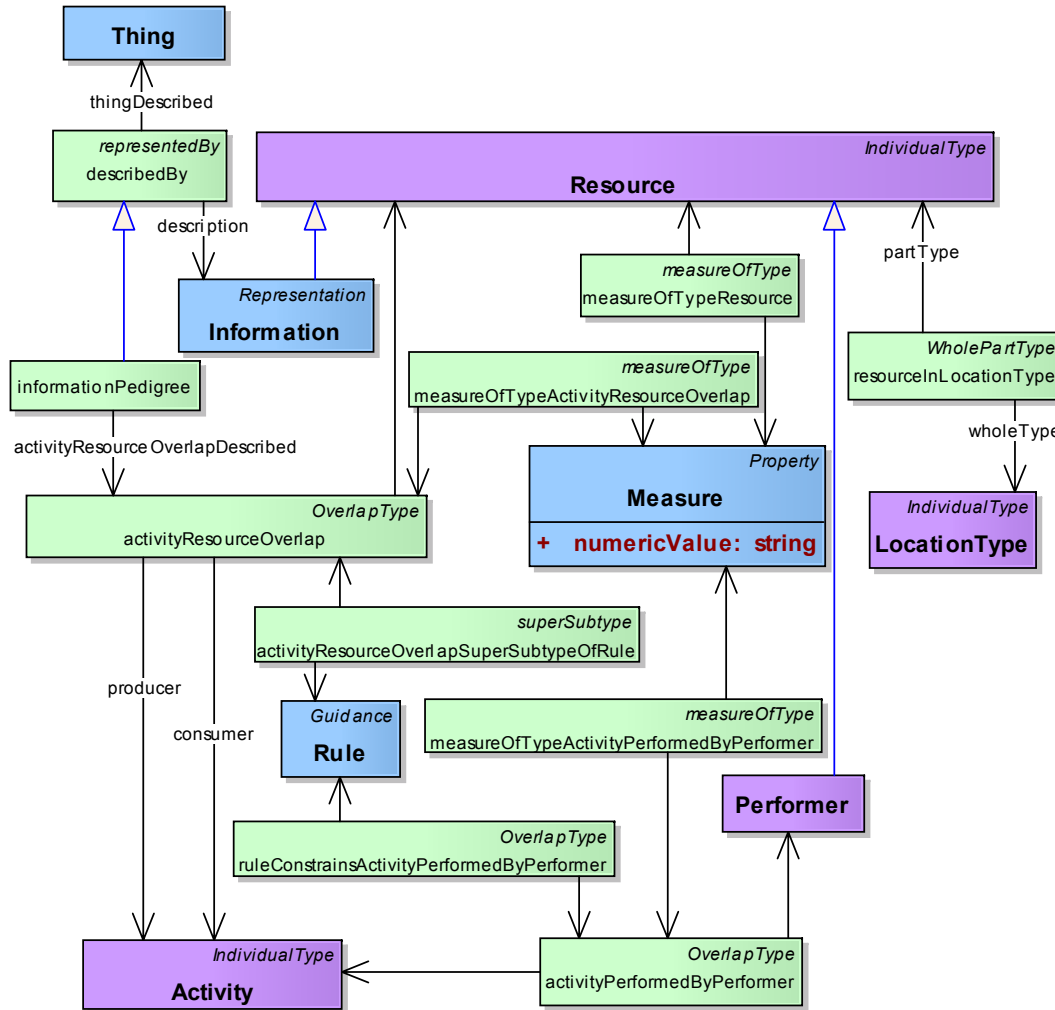 Thing
thingDescribed
representedBy
describedBy
IndividualType
Resource
description
partType
measureOfType
measureOfTypeResource
Representation
Information
WholePartType
resourceInLocationType
measureOfType
measureOfTypeActivityResourceOverlap
informationPedigree
wholeType
activityResourceOverlapDescribed
Property
Measure
+ numericValue: string
IndividualType
LocationType
OverlapType
activityResourceOverlap
superSubtype
activityResourceOverlapSuperSubtypeOfRule
producer
consumer
Guidance
Rule
measureOfType
measureOfTypeActivityPerformedByPerformer
Performer
OverlapType
ruleConstrainsActivityPerformedByPerformer
IndividualType
Activity
OverlapType
activityPerformedByPerformer